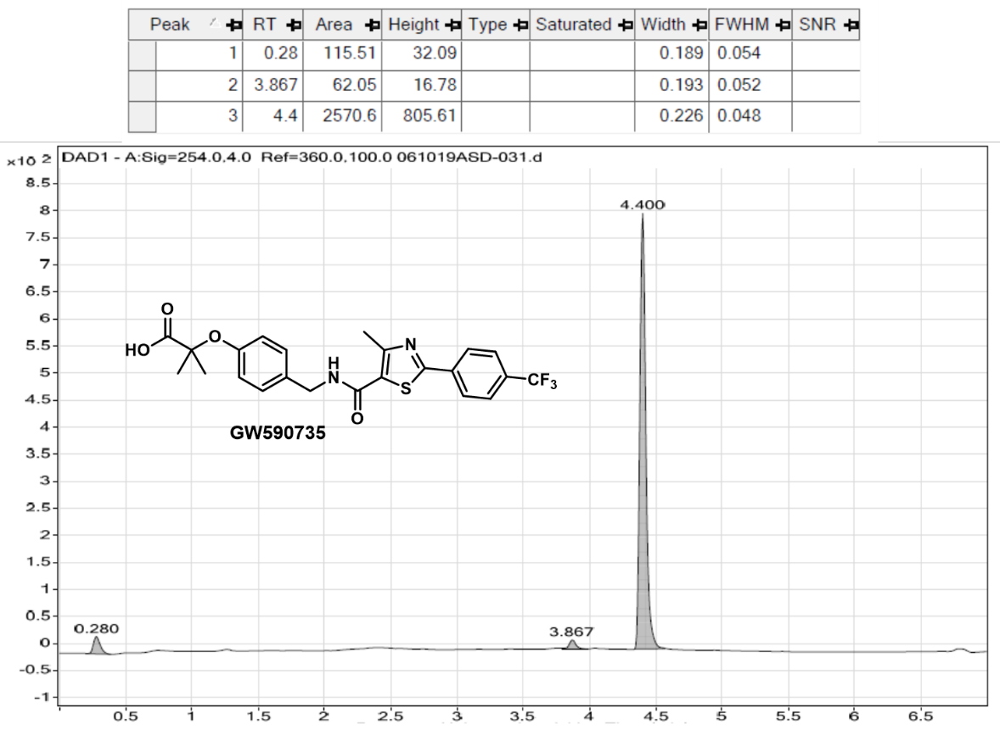 Peak RT Area Height Type Saturated Width FWHM SNR
1 0.28 115.51 32.09 0.189 0.054
2 3.867 62.05 16.78 0.193 0.052
3 4.4 2570.6 805.61 0.226 0.048
×10 2 DAD1 - A:Sig=254.0,4.0 Ref=360.0,100.0 061019ASD-031.d
8.5
8
7.5
7
6.5
6
5.5
5
4.5
4
3.5
3
2.5
2
1.5
1
0.5
0
-0.5
-1
4.400
O
HO
O
H
N
O
N
S
CF3
GW590735
0.280
3.867
0.5 1 1.5 2 2.5 3 3.5 4 4.5 5 5.5 6 6.5